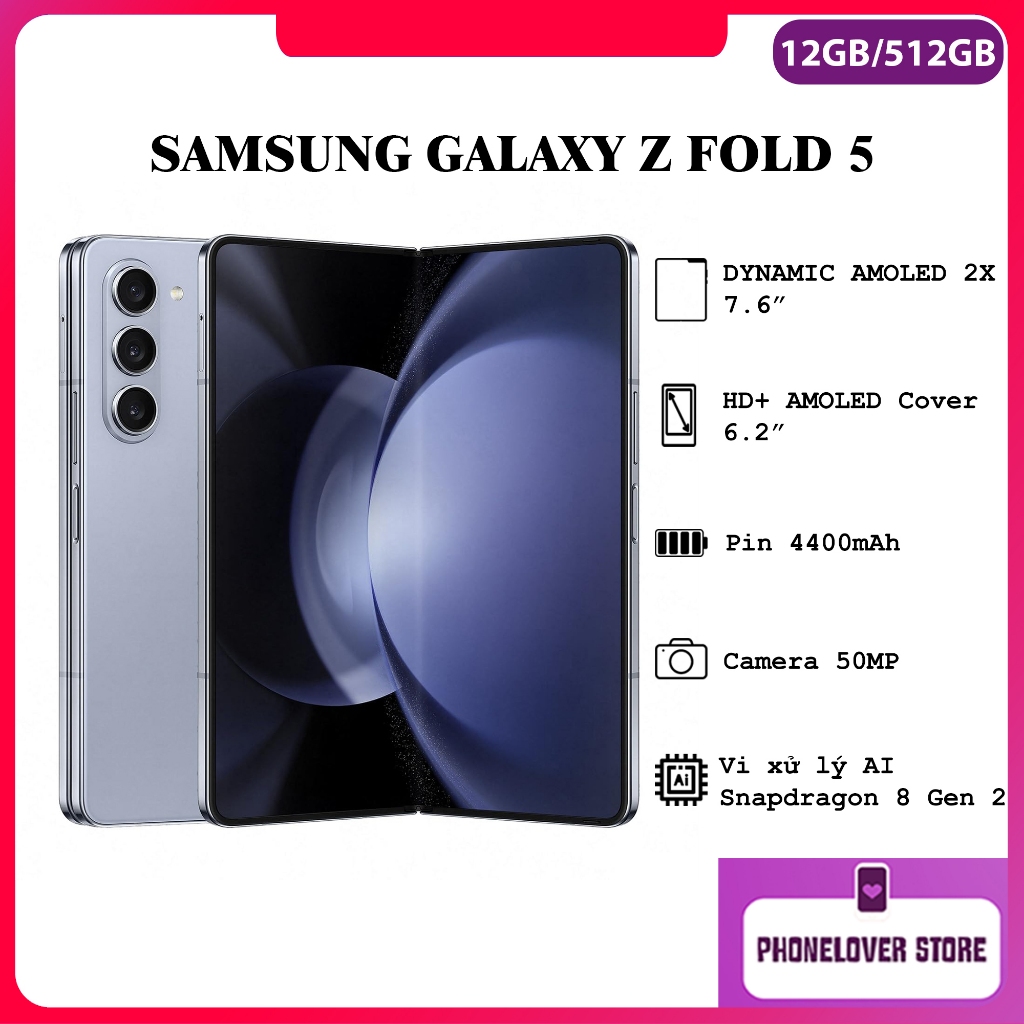 12GB/512GB
SAMSUNG GALAXY Z FOLD 5
DYNAMIC AMOLED 2X
7.6”
HD+ AMOLED Cover
6.2”
Pin 4400mAh
Camera 50MP
Ai
Vi xử lý AI
Snapdragon 8 Gen 2
PHONELOVER STORE